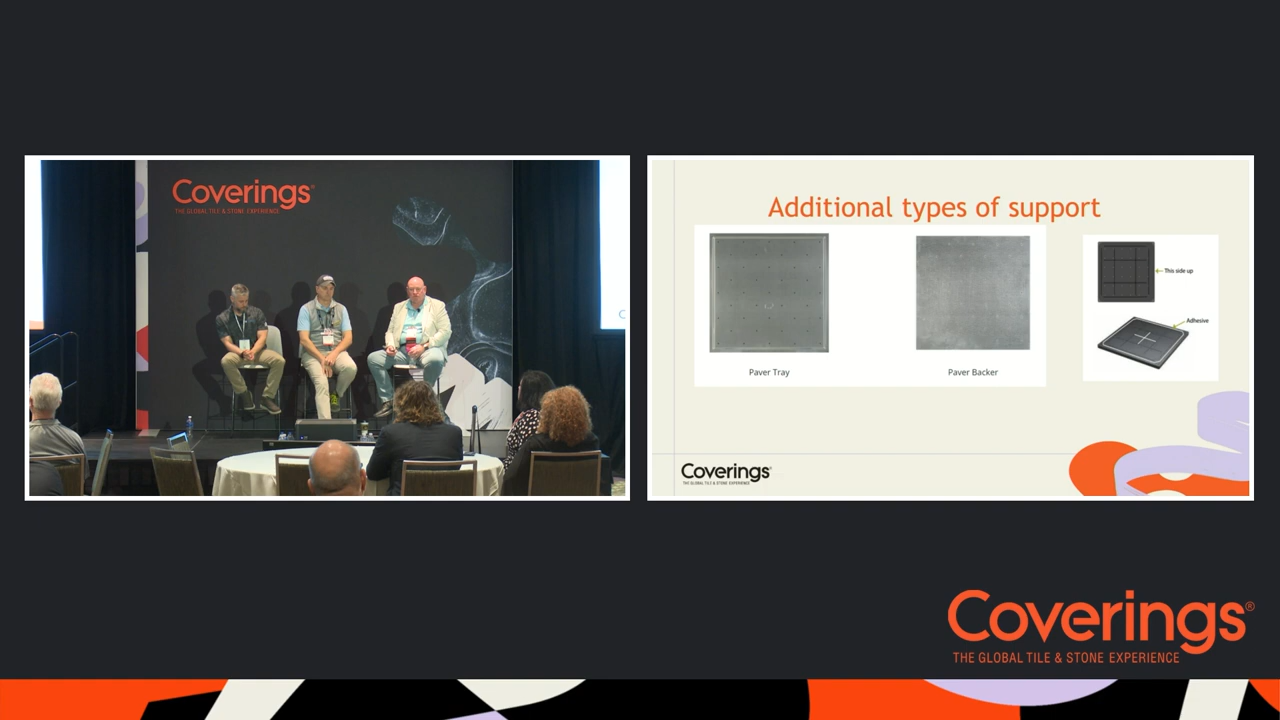 Coverings®
THE GLOBAL TILE & STONE EXPERIENCE
Additional types of support
This side up
Adhesive
Paver Tray
Paver Backer
Coverings®
THE GLOBAL TILE & STONE EXPERIENCE
Coverings®
THE GLOBAL TILE & STONE EXPERIENCE